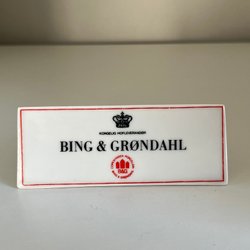 KONGELIG HOFLEVERANDØR
BING & GRØNDAHL
B&G